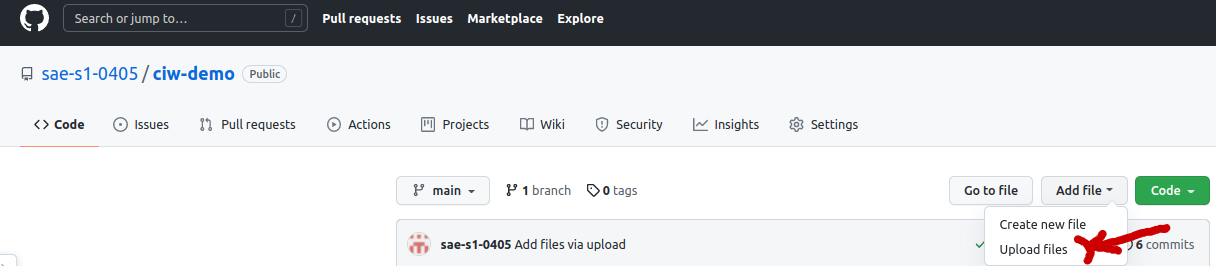 Search or jump to… /
Pull requests Issues Marketplace Explore
sae-s1-0405 / ciw-demo Public
Code Issues Pull requests Actions Projects Wiki Security Insights Settings
main 1 branch 0 tags Go to file Add file Code
Create new file
sae-s1-0405 Add files via upload 6 commits
Upload files